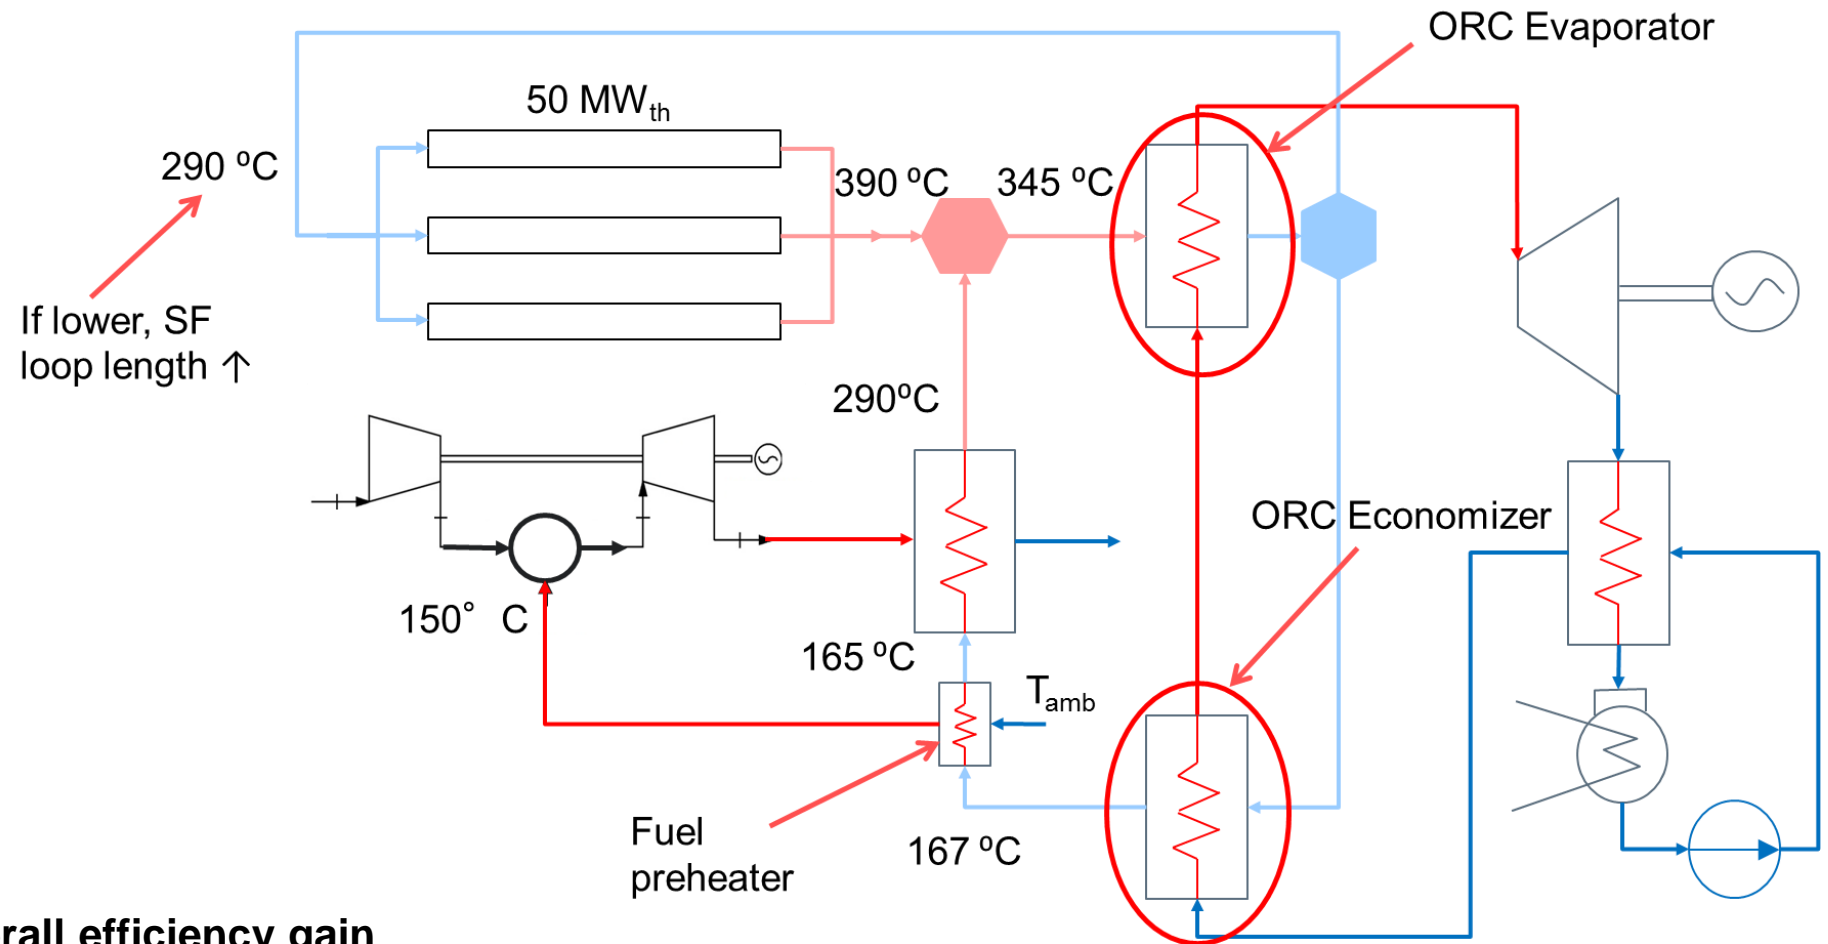 ORC Evaporator
50 MWth
290 ºC
390 ºC
345 ºC
If lower, SF
loop length ↑
290ºC
ORC Economizer
150° C
165 ºC
Tamb
Fuel
preheater
167 ºC
efficiency gain